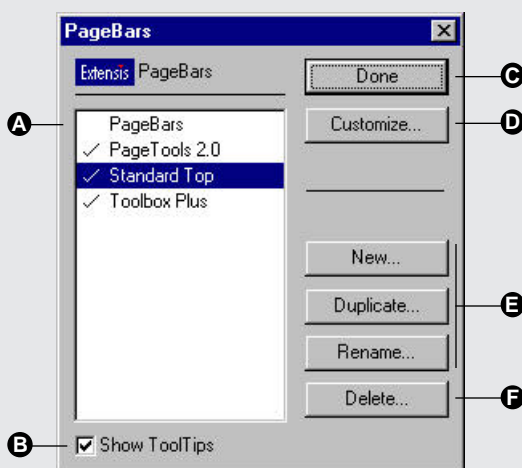 PageBars
Extensis PageBars
Done
C
A
PageBars
Customize...
D
PageTools 2.0
Standard Top
Toolbox Plus
New...
Duplicate...
E
Rename...
Delete...
F
B
Show ToolTips